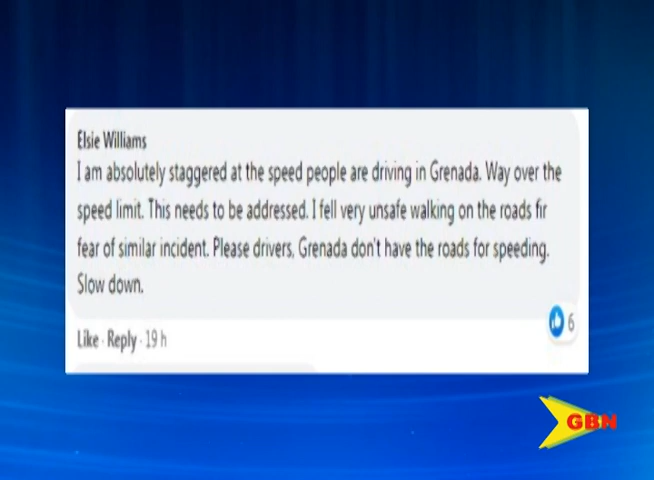 Elsie Williams
I am absolutely staggered at the speed people are driving in Grenada. Way over the
speed limit. This needs to be addressed. I fell very unsafe walking on the roads fir
fear of similar incident. Please drivers, Grenada don't have the roads for speeding.
Slow down.
6
Like · Reply · 19 h
GBN